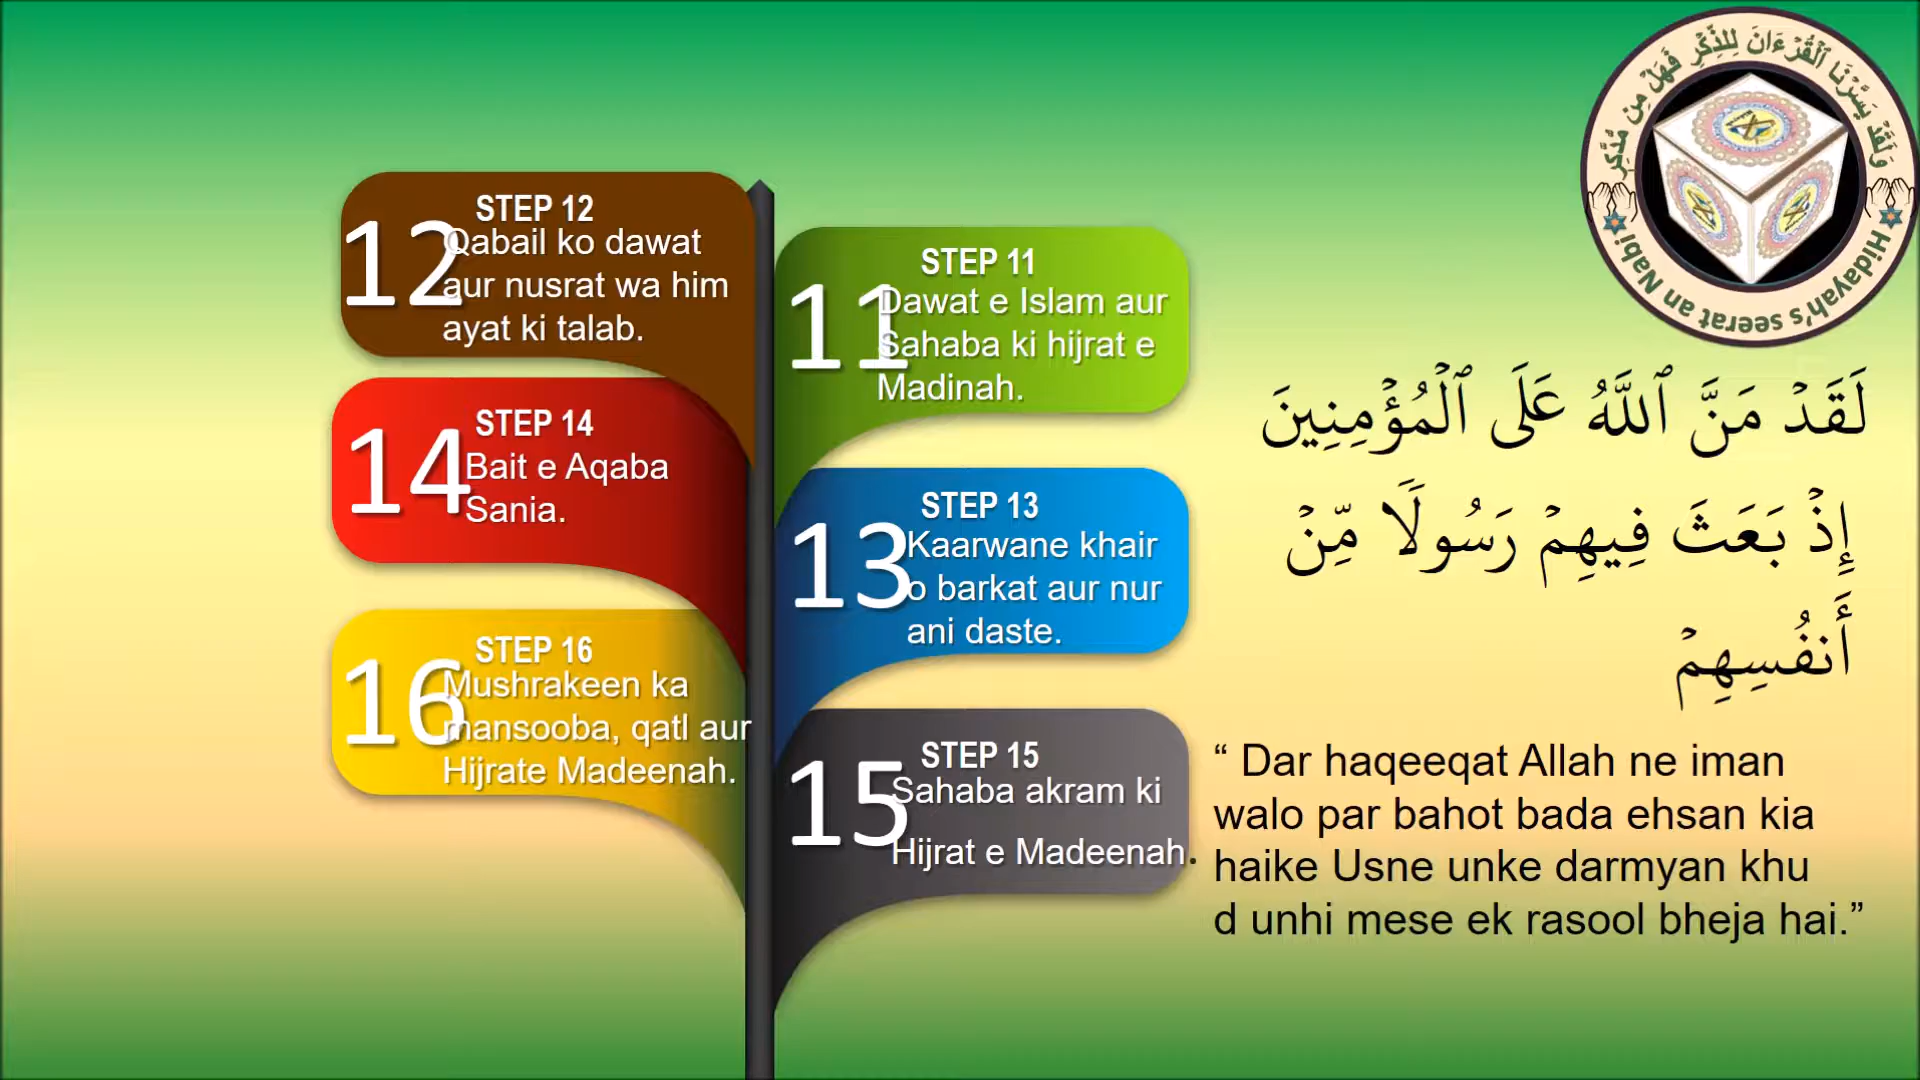 وَلَقَدۡ يَسَّرۡنَا ٱلۡقُرۡءَانَ لِلذِّكۡرِ فَهَلۡ مِن مُّدَّكِرٖ
Hidayah's seerat an Nabi
STEP 12
12
Qabail ko dawat
aur nusrat wa him
ayat ki talab.
STEP 11
11
Dawat e Islam aur
Sahaba ki hijrat e
Madinah.
STEP 14
14
Bait e Aqaba
Sania.
STEP 13
13
Kaarwane khair
o barkat aur nur
ani daste.
STEP 16
16
Mushrakeen ka
mansooba, qatl aur
Hijrate Madeenah.
STEP 15
15
Sahaba akram ki
Hijrat e Madeenah.
لَقَدۡ مَنَّ ٱللَّهُ عَلَى ٱلۡمُؤۡمِنِينَ
إِذۡ بَعَثَ فِيهِمۡ رَسُولٗا مِّنۡ
أَنفُسِهِمۡ
“ Dar haqeeqat Allah ne iman
walo par bahot bada ehsan kia
haike Usne unke darmyan khu
d unhi mese ek rasool bheja hai.”